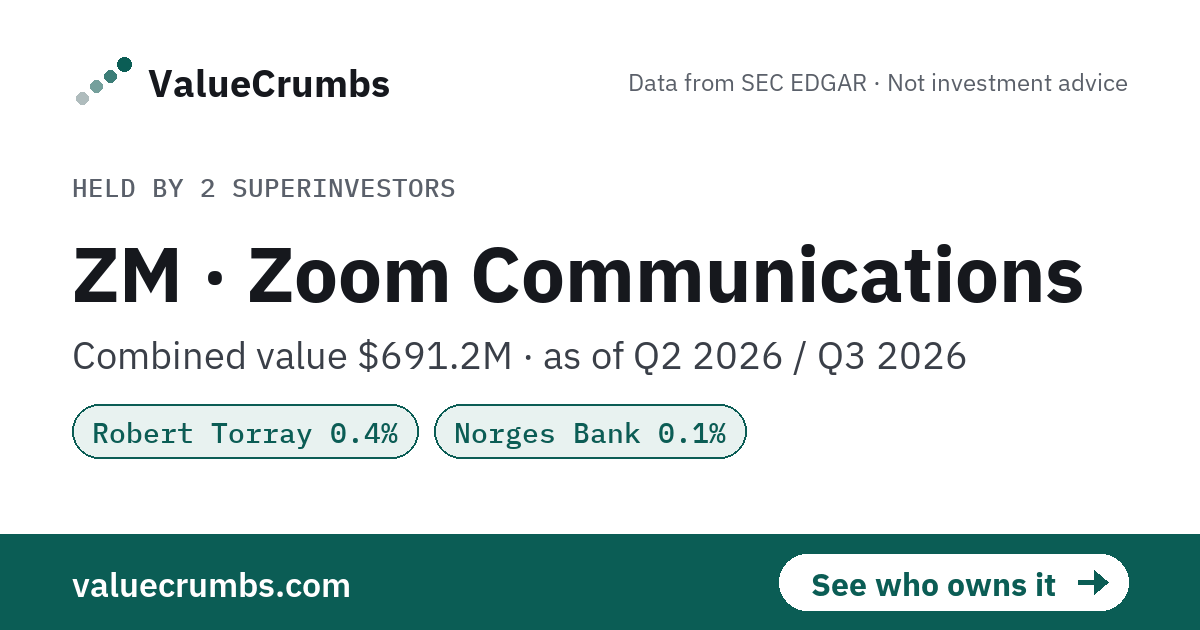 ValueCrumbs
Data from SEC EDGAR · Not investment advice
HELD BY 2 SUPERINVESTORS
ZM · Zoom Communications
Combined value $691.2M · as of Q2 2026 / Q3 2026
Robert Torray 0.4%
Norges Bank 0.1%
valuecrumbs.com
See who owns it →